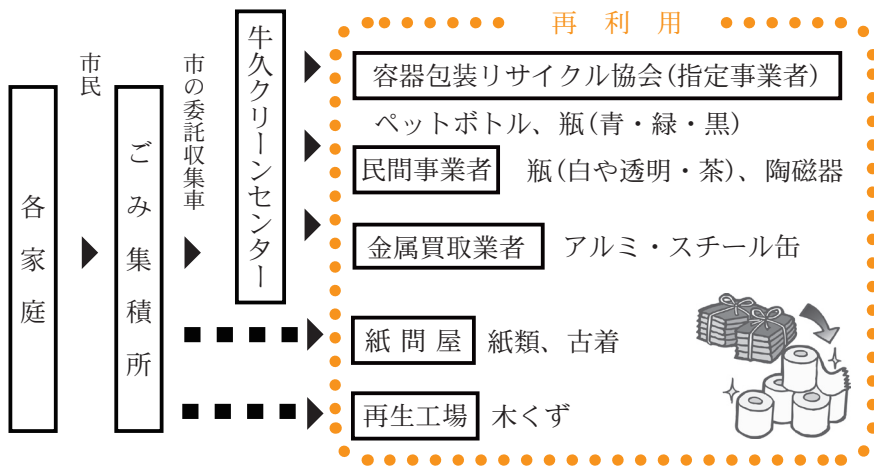 各家庭
市民
ごみ集積所
市の委託収集車
牛久クリーンセンター
再利用
容器包装リサイクル協会(指定事業者)
ペットボトル、瓶(青・緑・黒)
民間事業者 瓶(白や透明・茶)、陶磁器
金属買取業者 アルミ・スチール缶
紙問屋 紙類、古着
再生工場 木くず